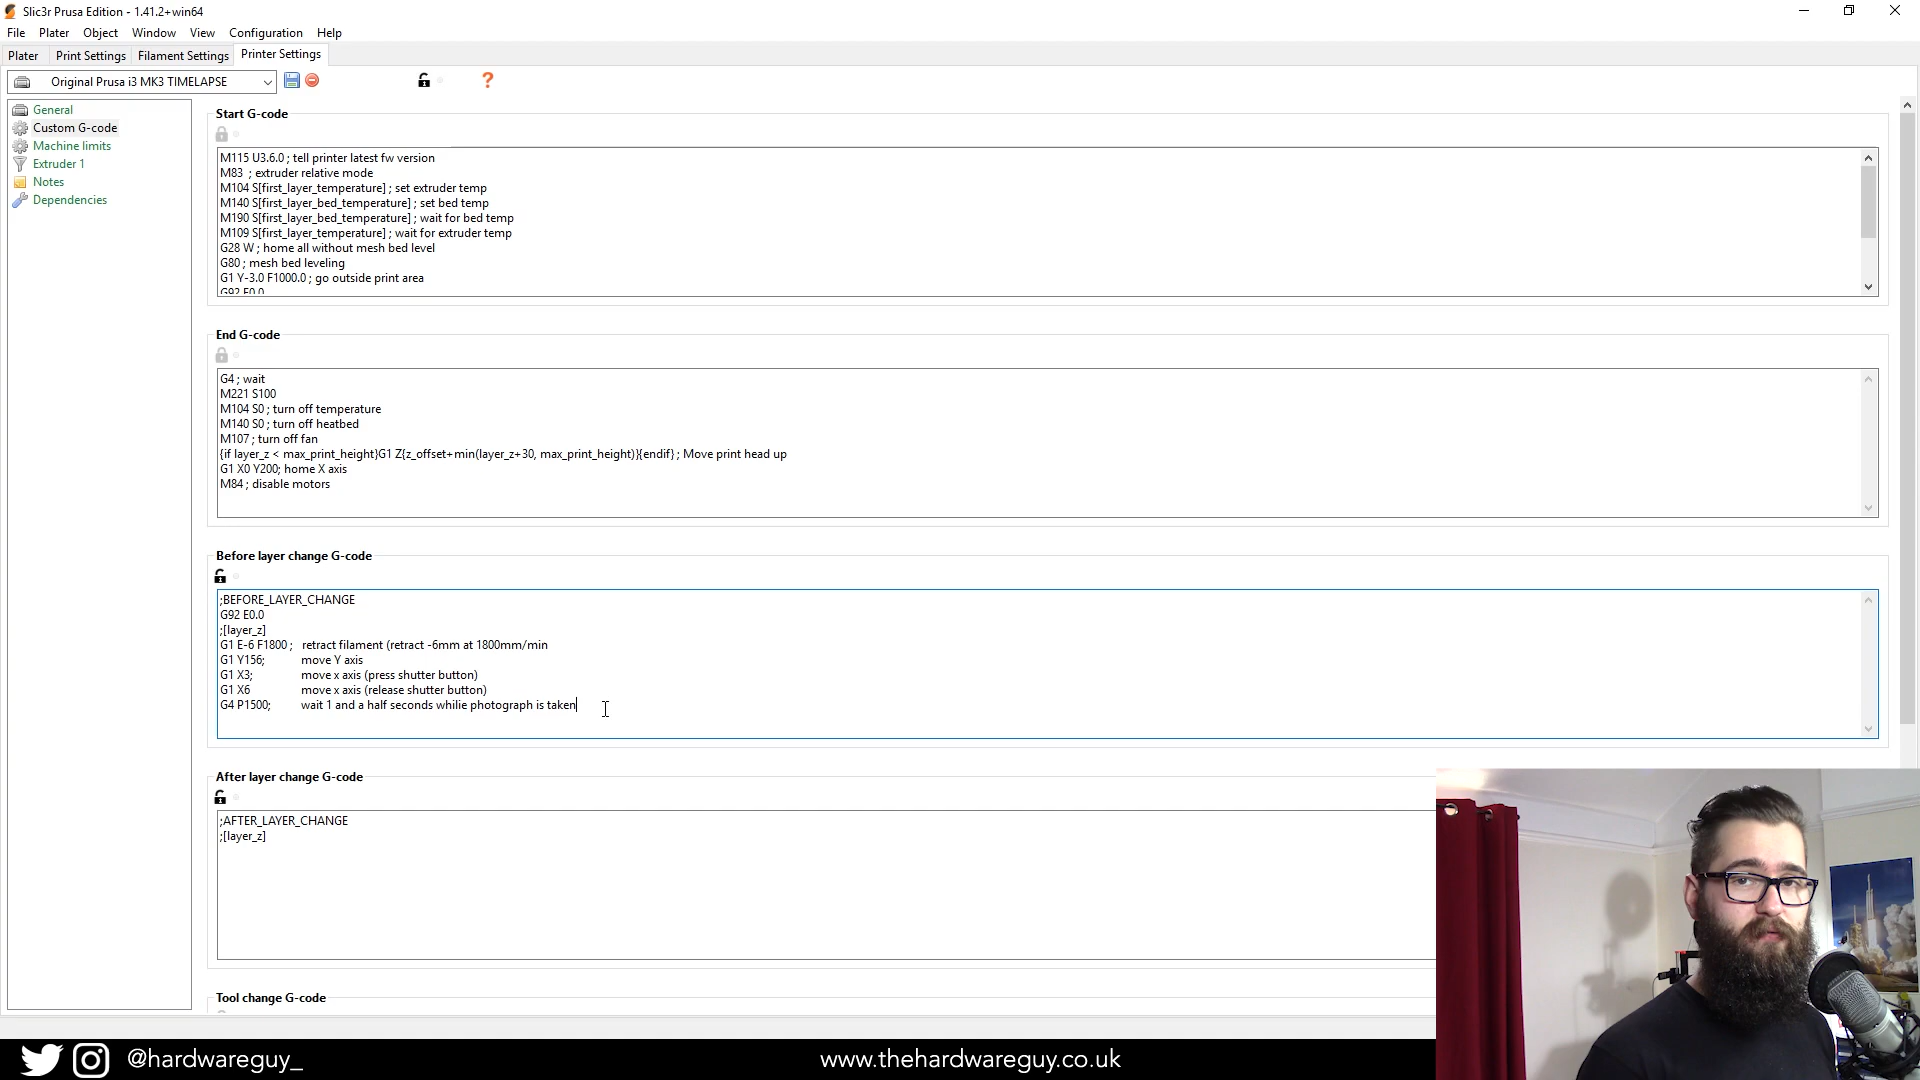 Slic3r Prusa Edition - 1.41.2+win64
File Plater Object Window View Configuration Help
Plater Print Settings Filament Settings Printer Settings
Original Prusa i3 MK3 TIMELAPSE
?
General
Custom G-code
Machine limits
Extruder 1
Notes
Dependencies
Start G-code
M115 U3.6.0 ; tell printer latest fw version
M83  ; extruder relative mode
M104 S[first_layer_temperature] ; set extruder temp
M140 S[first_layer_bed_temperature] ; set bed temp
M190 S[first_layer_bed_temperature] ; wait for bed temp
M109 S[first_layer_temperature] ; wait for extruder temp
G28 W ; home all without mesh bed level
G80 ; mesh bed leveling
G1 Y-3.0 F1000.0 ; go outside print area
G92 E0.0
End G-code
G4 ; wait
M221 S100
M104 S0 ; turn off temperature
M140 S0 ; turn off heatbed
M107 ; turn off fan
{if layer_z < max_print_height}G1 Z{z_offset+min(layer_z+30, max_print_height)}{endif} ; Move print head up
G1 X0 Y200; home X axis
M84 ; disable motors
Before layer change G-code
;BEFORE_LAYER_CHANGE
G92 E0.0
;[layer_z]
G1 E-6 F1800 ; retract filament (retract -6mm at 1800mm/min
G1 Y156; move Y axis
G1 X3; move x axis (press shutter button)
G1 X6 move x axis (release shutter button)
G4 P1500; wait 1 and a half seconds whilie photograph is taken
After layer change G-code
;AFTER_LAYER_CHANGE
;[layer_z]
Tool change G-code
@hardwareguy_
www.thehardwareguy.co.uk